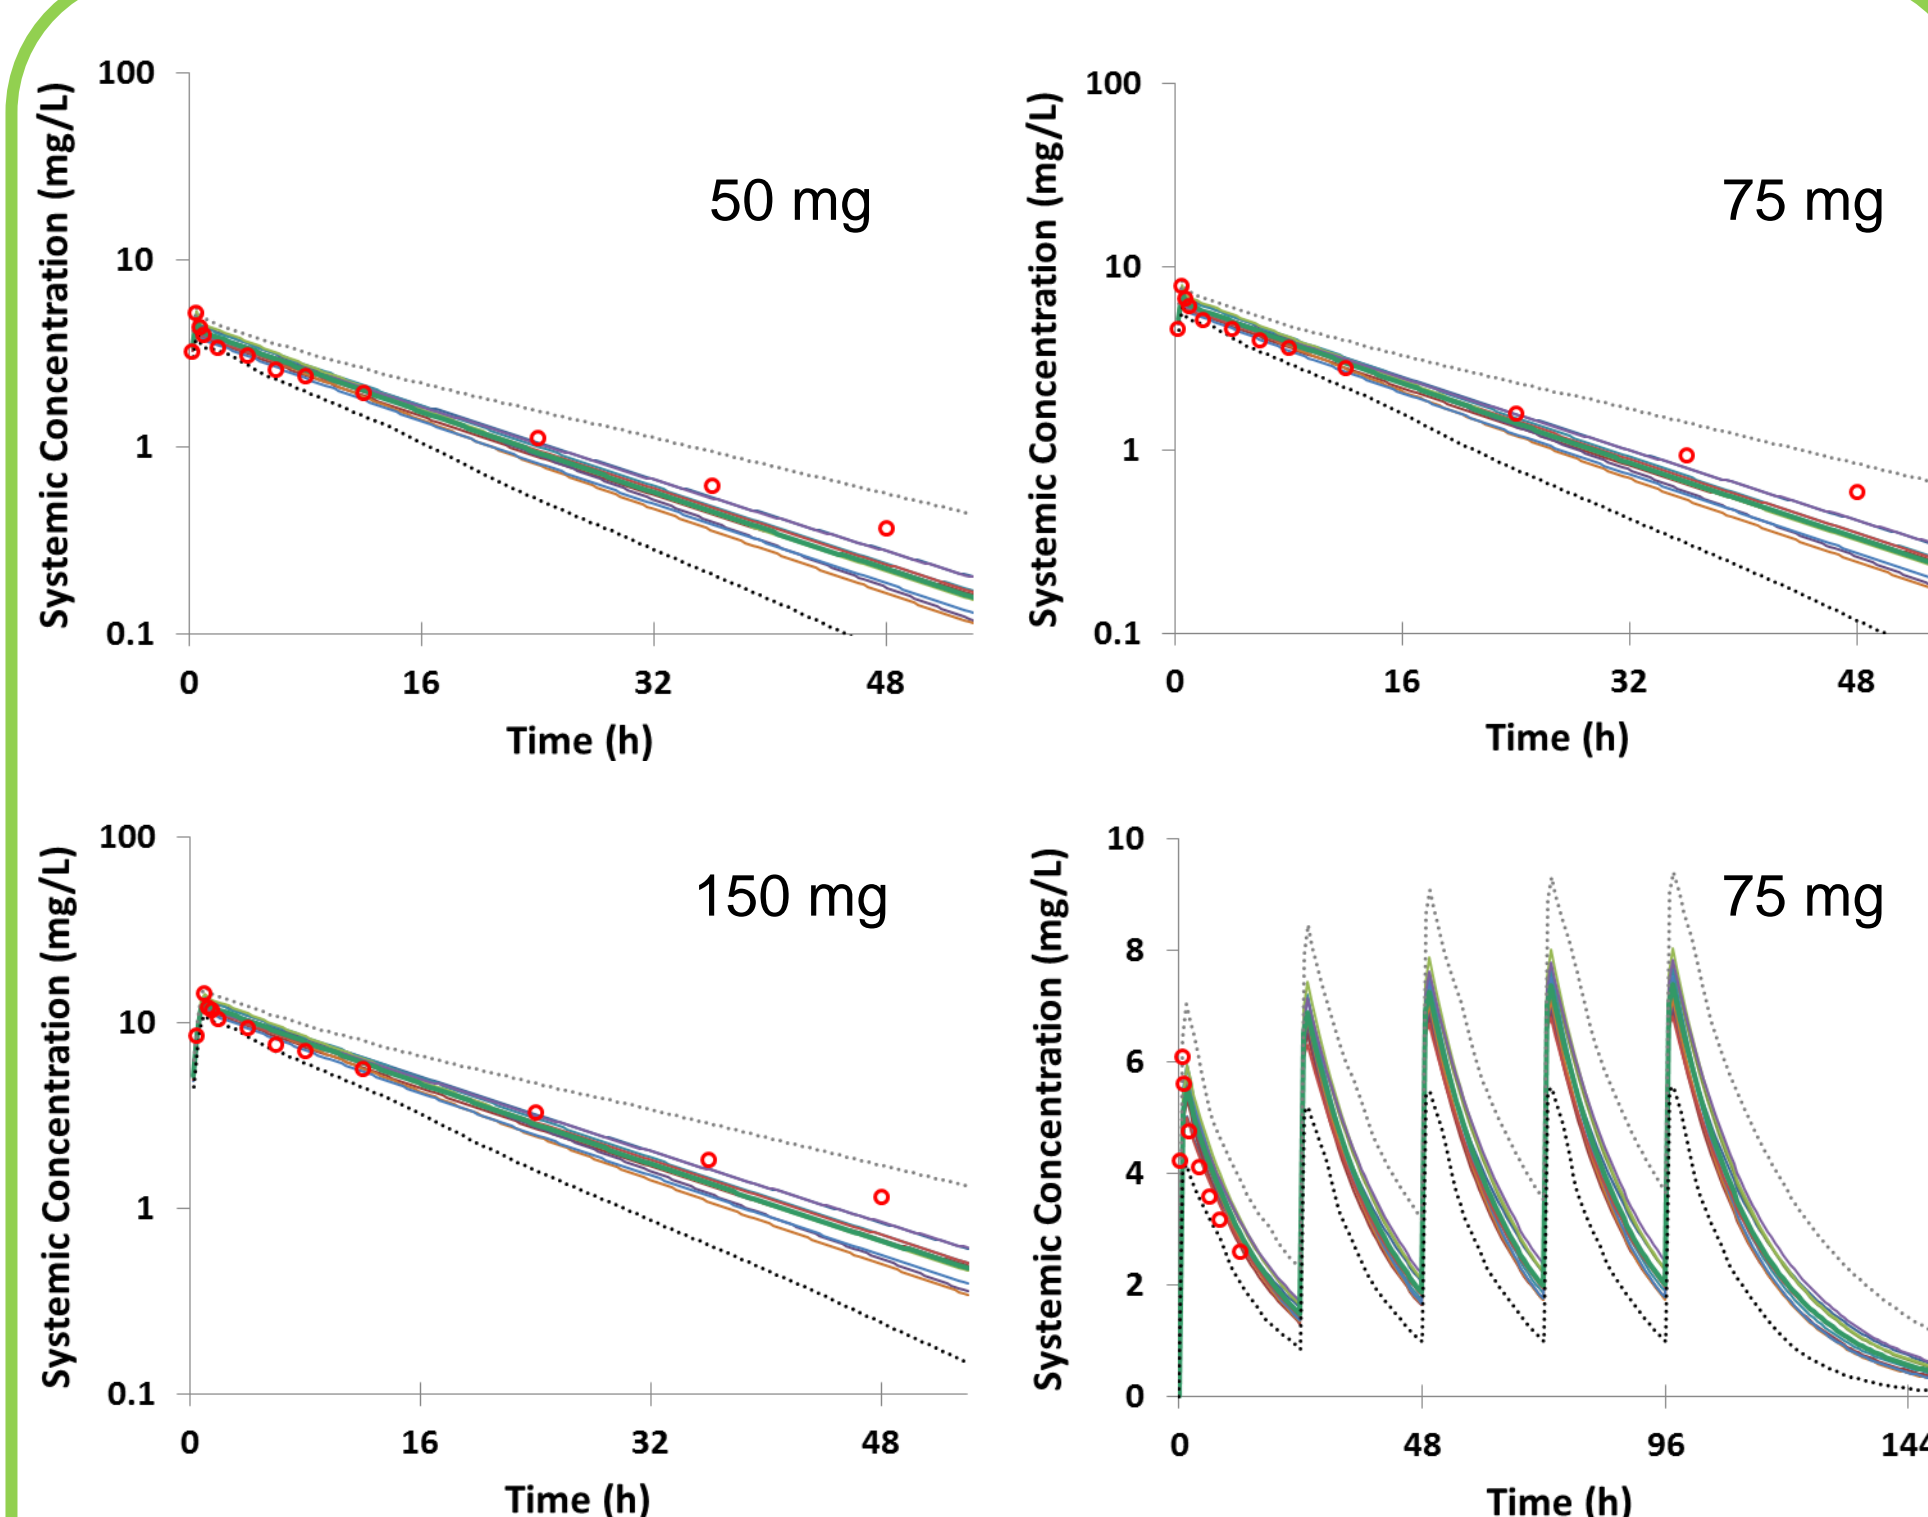 Systemic Concentration (mg/L)
100
10
1
0.1
50 mg
0 16 32 48
Time (h)
Systemic Concentration (mg/L)
100
10
1
0.1
75 mg
0 16 32 48
Time (h)
Systemic Concentration (mg/L)
100
10
1
0.1
150 mg
0 16 32 48
Time (h)
Systemic Concentration (mg/L)
10
8
6
4
2
0
75 mg
0 48 96 144
Time (h)